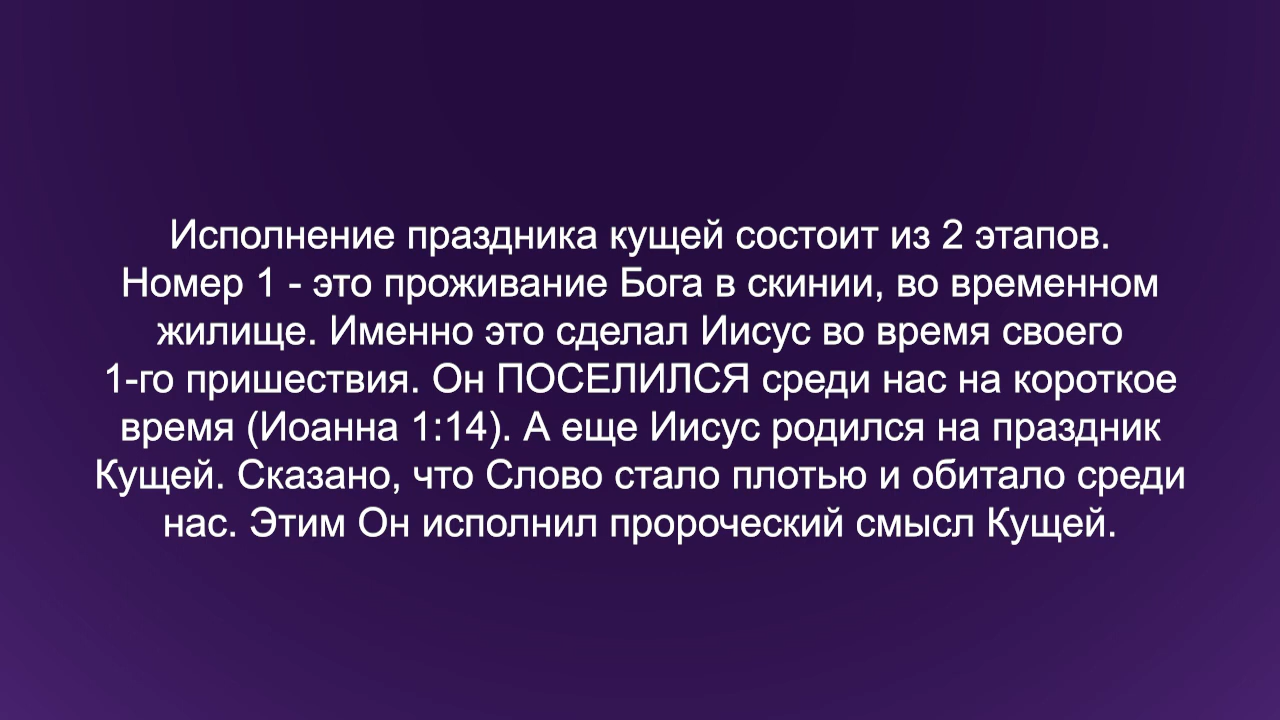 Исполнение праздника кущей состоит из 2 этапов.
Номер 1 - это проживание Бога в скинии, во временном
жилище. Именно это сделал Иисус во время своего
1-го пришествия. Он ПОСЕЛИЛСЯ среди нас на короткое
время (Иоанна 1:14). А еще Иисус родился на праздник
Кущей. Сказано, что Слово стало плотью и обитало среди
нас. Этим Он исполнил пророческий смысл Кущей.